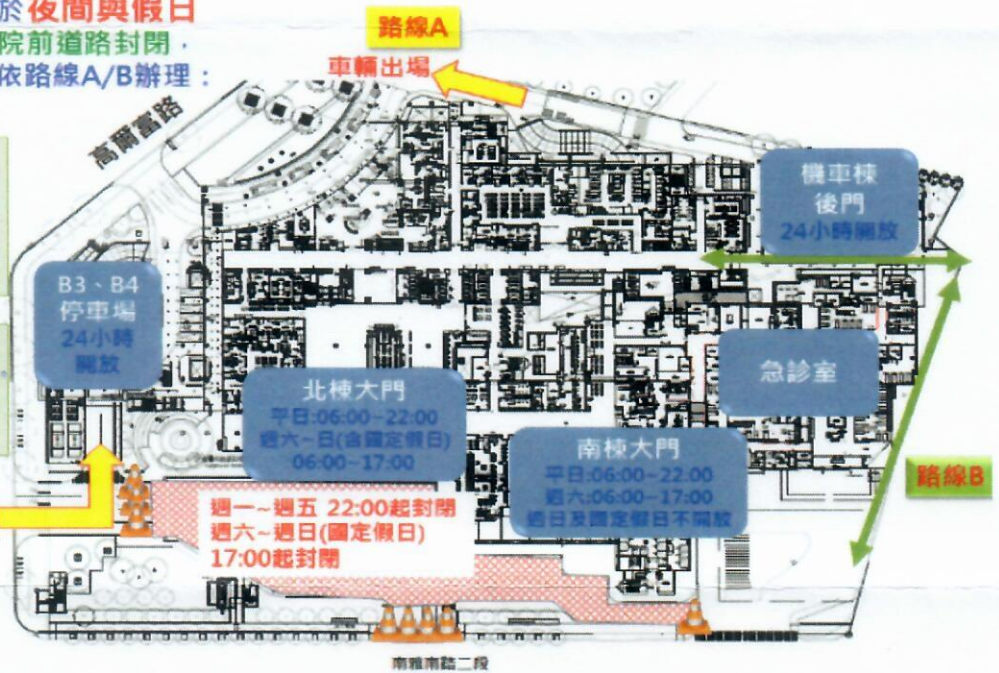 於夜間與假日
院前道路封閉，
依路線A/B辦理：
路線A
車輛出場
高爾富路
機車棟
後門
24小時開放
B3、B4
停車場
24小時
開放
急診室
北棟大門
平日:06:00~22:00
週六~日(含國定假日)
06:00~17:00
南棟大門
平日:06:00~22:00
週六:06:00~17:00
週日及國定假日不開放
路線B
週一~週五 22:00起封閉
週六~週日(國定假日)
17:00起封閉
南雅南路二段